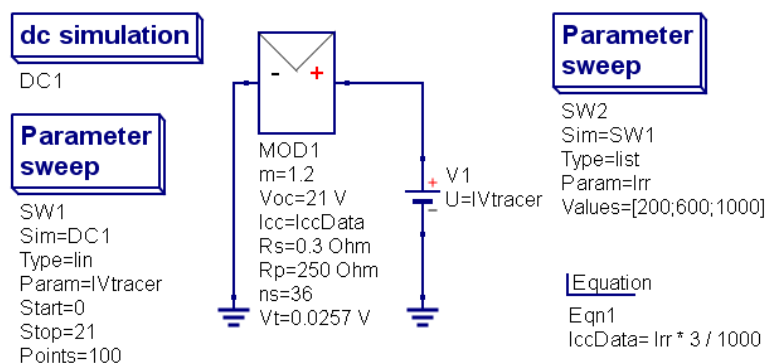 dc simulation
DC1
Parameter
sweep
SW1
Sim=DC1
Type=lin
Param=IVtracer
Start=0
Stop=21
Points=100
- +
MOD1
m=1.2
Voc=21 V
Icc=IccData
Rs=0.3 Ohm
Rp=250 Ohm
ns=36
Vt=0.0257 V
+
V1
U=IVtracer
-
Parameter
sweep
SW2
Sim=SW1
Type=list
Param=Irr
Values=[200;600;1000]
Equation
Eqn1
IccData= Irr * 3 / 1000